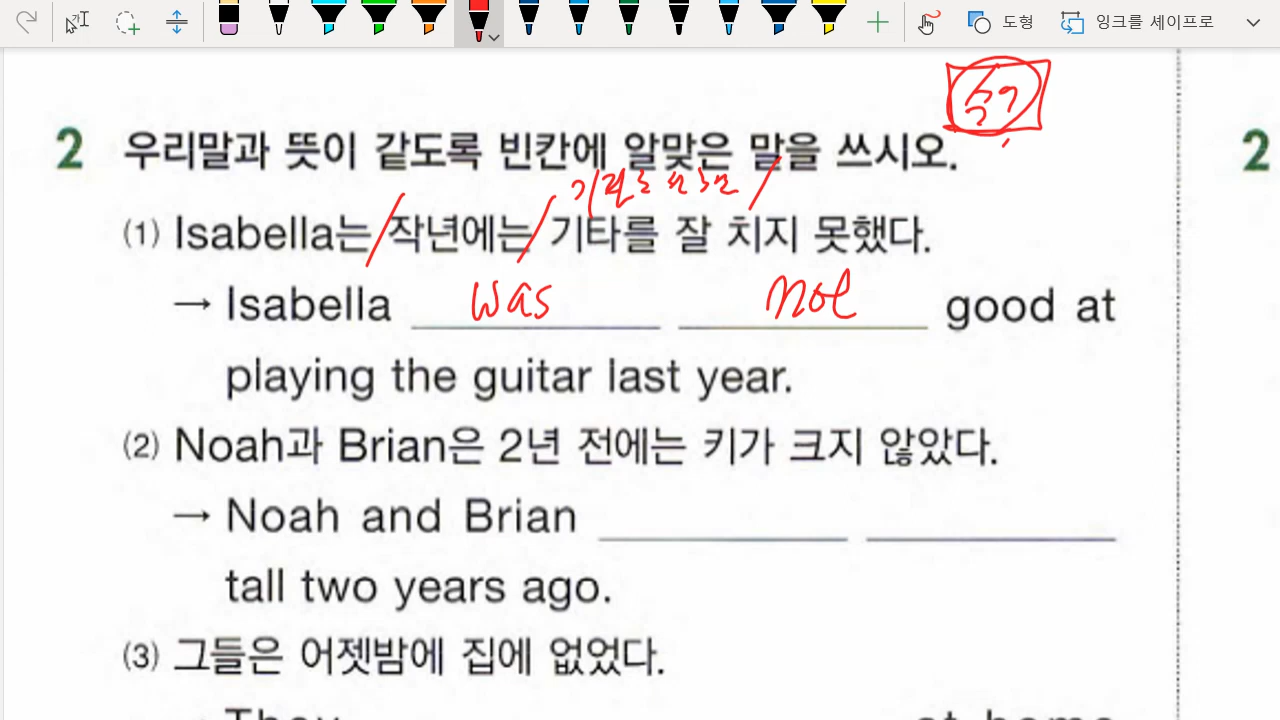 도형
잉크를 셰이프로
숙제
2 우리말과 뜻이 같도록 빈칸에 알맞은 말을 쓰시오.
2
(1) Isabella는 작년에는 기타를 잘 치지 못했다.
→ Isabella was not good at
playing the guitar last year.
(2) Noah과 Brian은 2년 전에는 키가 크지 않았다.
→ Noah and Brian
tall two years ago.
(3) 그들은 어젯밤에 집에 없었다.
→ They at home